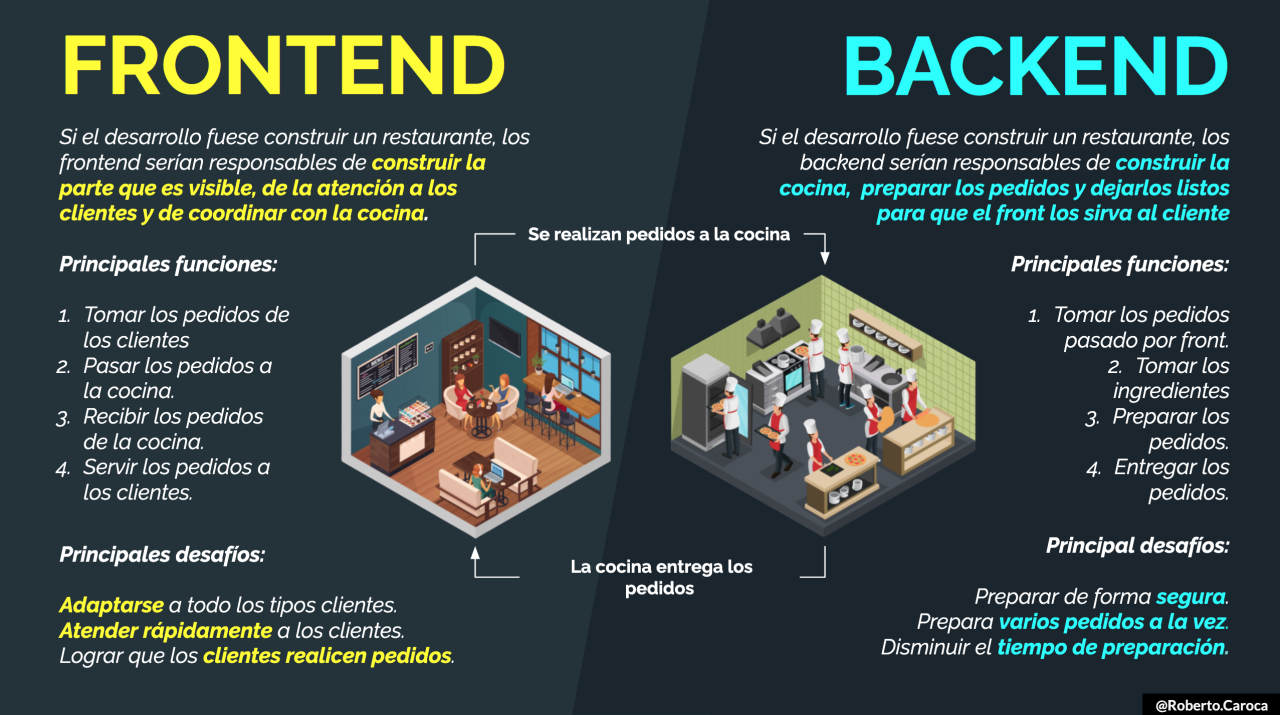 FRONTEND
Si el desarrollo fuese construir un restaurante, los
frontend serían responsables de construir la
parte que es visible, de la atención a los
clientes y de coordinar con la cocina.
Principales funciones:
1. Tomar los pedidos de
los clientes
2. Pasar los pedidos a
la cocina.
3. Recibir los pedidos
de la cocina.
4. Servir los pedidos a
los clientes.
Principales desafíos:
Adaptarse a todo los tipos clientes.
Atender rápidamente a los clientes.
Lograr que los clientes realicen pedidos.
Se realizan pedidos a la cocina
La cocina entrega los
pedidos
BACKEND
Si el desarrollo fuese construir un restaurante, los
backend serían responsables de construir la
cocina, preparar los pedidos y dejarlos listos
para que el front los sirva al cliente
Principales funciones:
1. Tomar los pedidos
pasado por front.
2. Tomar los
ingredientes
3. Preparar los
pedidos.
4. Entregar los
pedidos.
Principal desafíos:
Preparar de forma segura.
Prepara varios pedidos a la vez.
Disminuir el tiempo de preparación.
@Roberto.Caroca